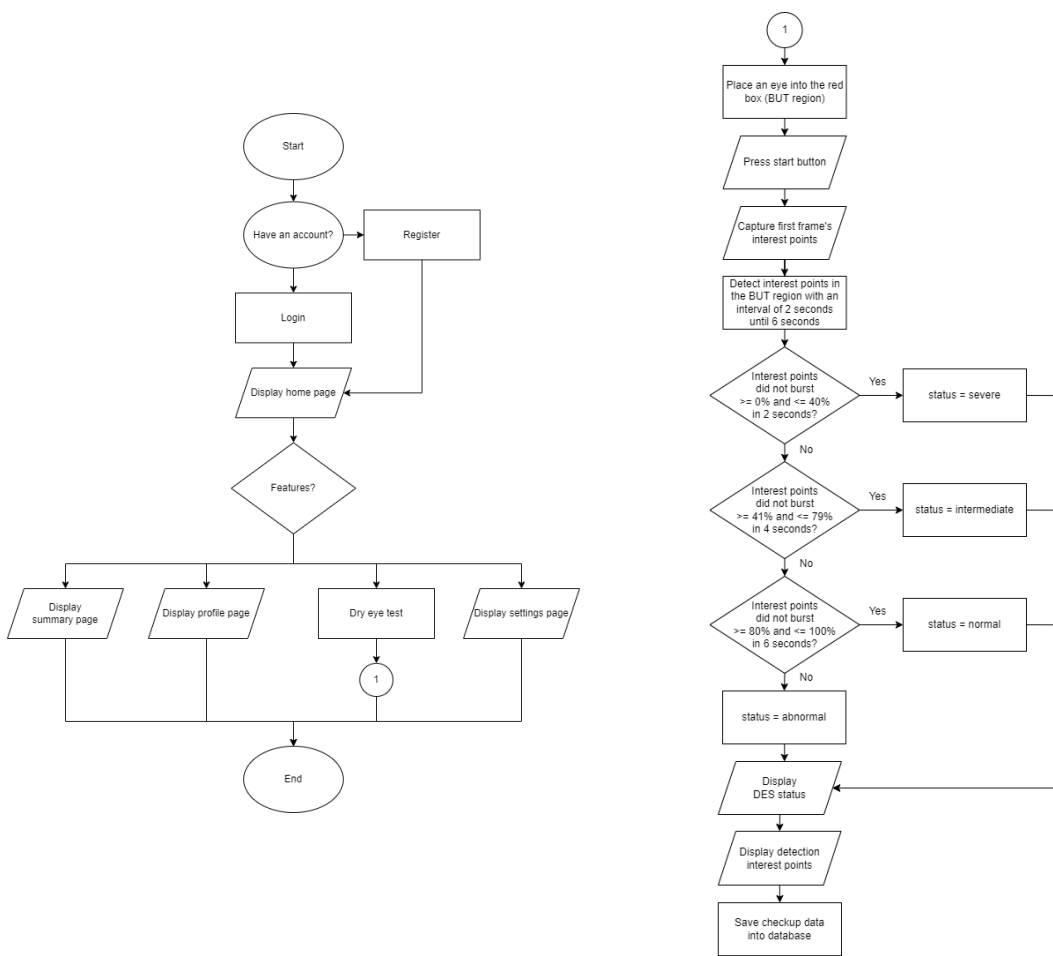 Start
Have an account?
Register
Login
Display home page
Features?
Display
summary page
Display profile page
Dry eye test
Display settings page
1
End
1
Place an eye into the red
box (BUT region)
Press start button
Capture first frame's
interest points
Detect interest points in
the BUT region with an
interval of 2 seconds
until 6 seconds
Interest points
did not burst
>= 0% and <= 40%
in 2 seconds?
Yes
status = severe
No
Interest points
did not burst
>= 41% and <= 79%
in 4 seconds?
Yes
status = intermediate
No
Interest points
did not burst
>= 80% and <= 100%
in 6 seconds?
Yes
status = normal
No
status = abnormal
Display
DES status
Display detection
interest points
Save checkup data
into database